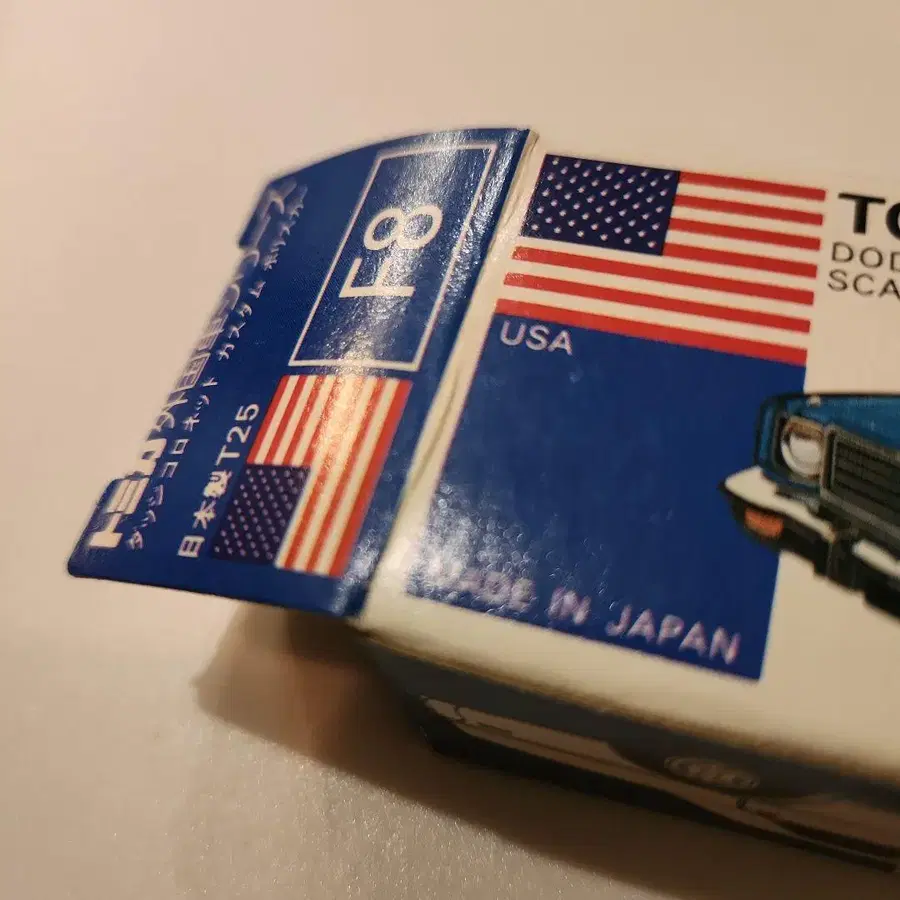 F8
トミカ外国車シリーズ
ダッジ コロネット カスタム ポリスカー
日本製 T25
USA
MADE IN JAPAN
TO
DOD
SCA